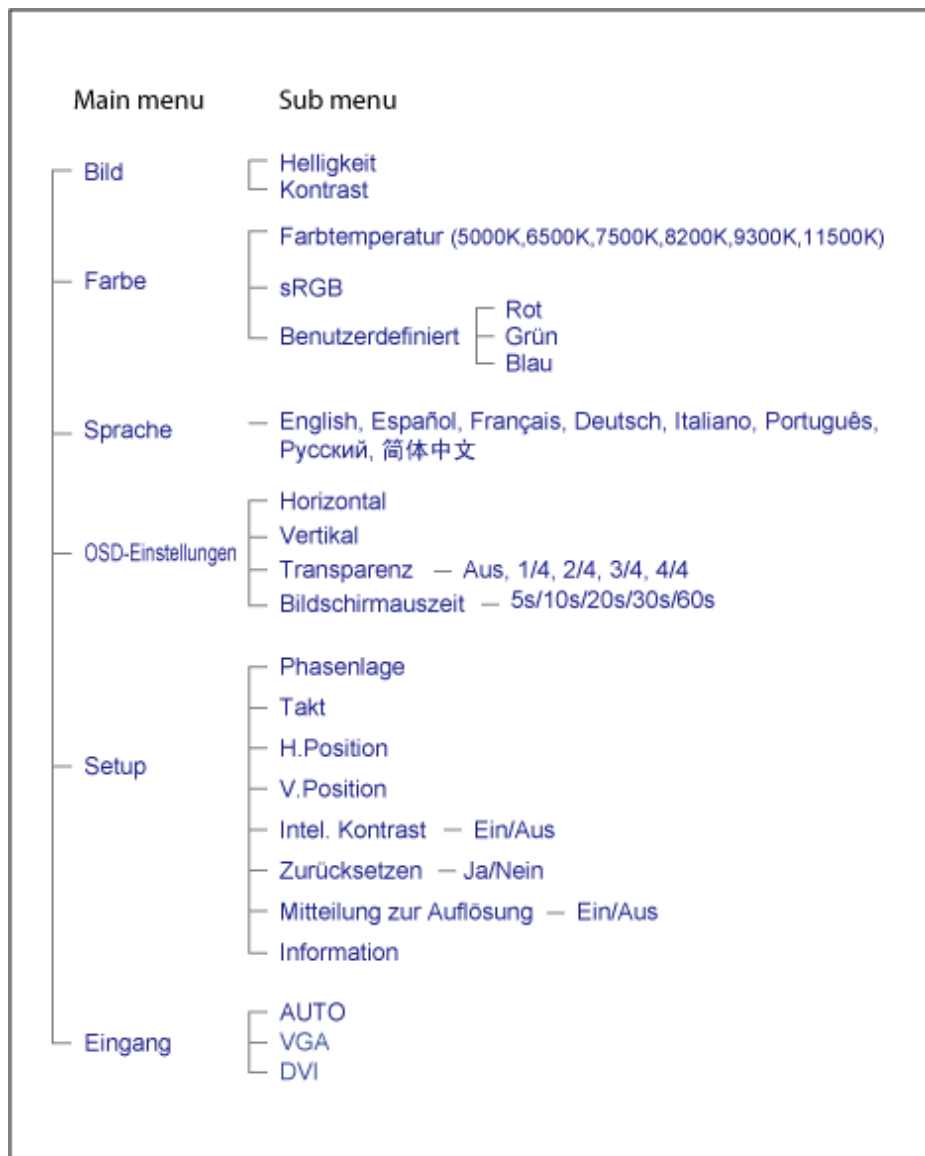 Main menu Sub menu
Bild
Helligkeit
Kontrast
Farbe
Farbtemperatur (5000K,6500K,7500K,8200K,9300K,11500K)
sRGB
Benutzerdefiniert
Rot
Grün
Blau
Sprache
English, Español, Français, Deutsch, Italiano, Português,
Русский, 简体中文
OSD-Einstellungen
Horizontal
Vertikal
Transparenz — Aus, 1/4, 2/4, 3/4, 4/4
Bildschirmauszeit — 5s/10s/20s/30s/60s
Setup
Phasenlage
Takt
H.Position
V.Position
Intel. Kontrast — Ein/Aus
Zurücksetzen — Ja/Nein
Mitteilung zur Auflösung — Ein/Aus
Information
Eingang
AUTO
VGA
DVI